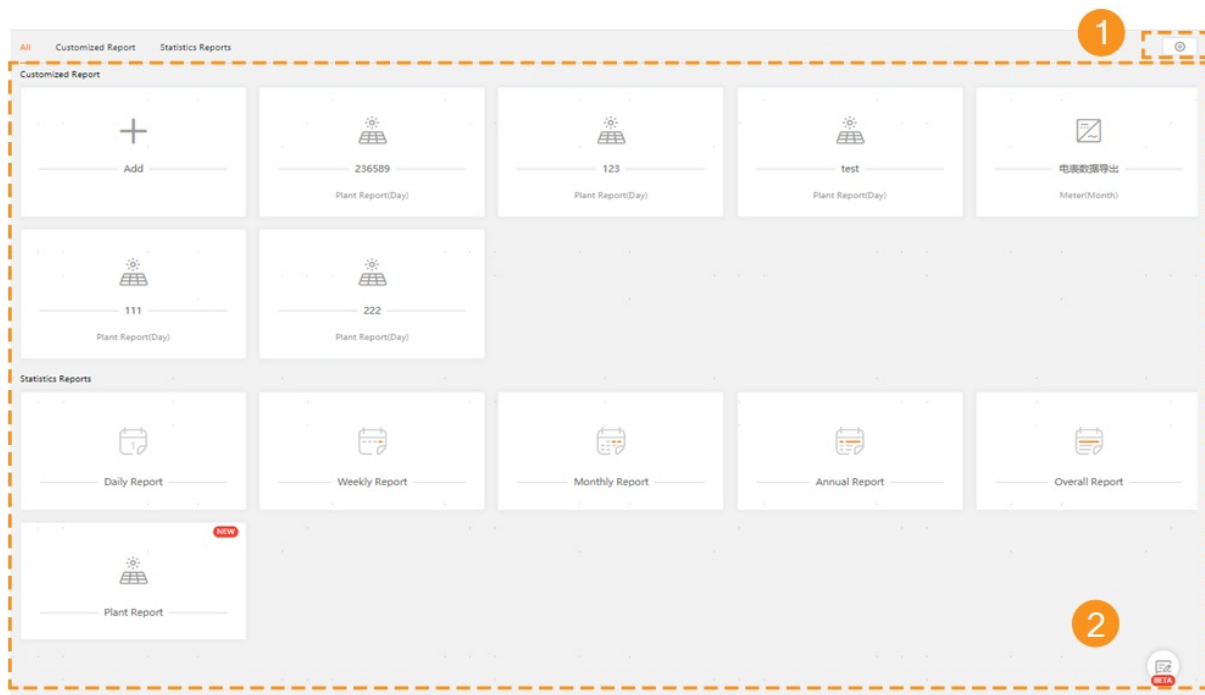 1
All Customized Report Statistics Reports
Customized Report
Add
236589
123
test
电表数据导出
Plant Report(Day)
Plant Report(Day)
Plant Report(Day)
Meter(Month)
111
222
Plant Report(Day)
Plant Report(Day)
Statistics Reports
1
Daily Report
Weekly Report
Monthly Report
Annual Report
Overall Report
NEW
Plant Report
2
BETA